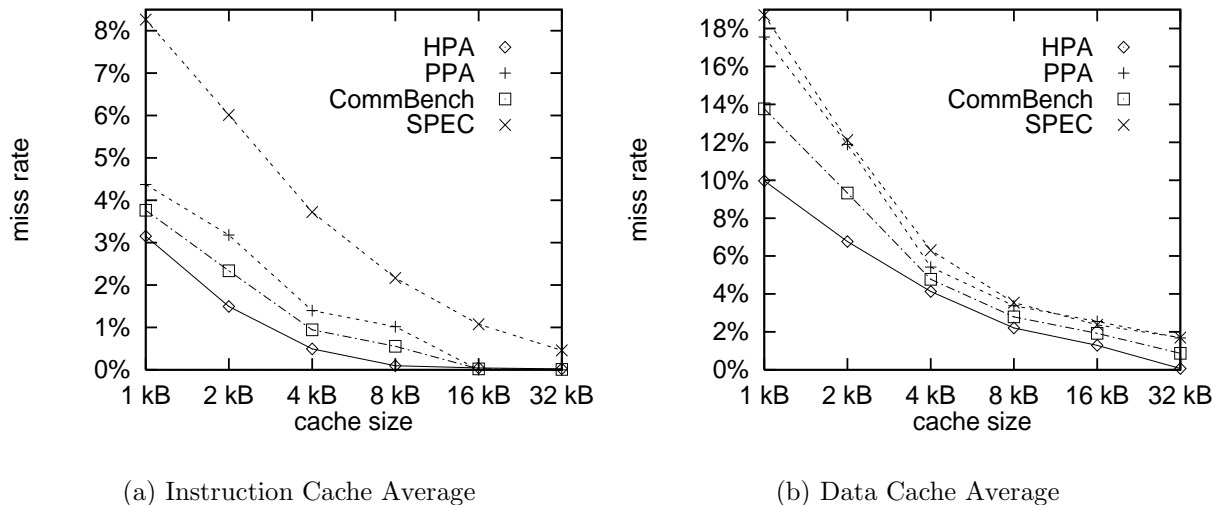 8%
7%
6%
5%
4%
3%
2%
1%
0%
miss rate
HPA
PPA
CommBench
SPEC
1 kB 2 kB 4 kB 8 kB 16 kB 32 kB
cache size
(a) Instruction Cache Average
18%
16%
14%
12%
10%
8%
6%
4%
2%
0%
miss rate
HPA
PPA
CommBench
SPEC
1 kB 2 kB 4 kB 8 kB 16 kB 32 kB
cache size
(b) Data Cache Average